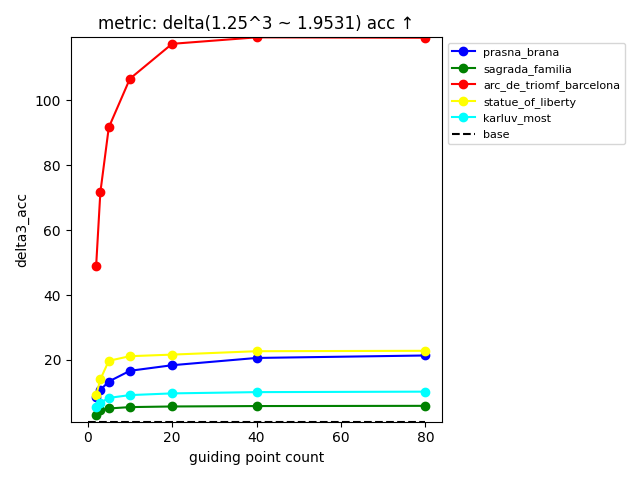 metric: delta(1.25^3 ~ 1.9531) acc ↑
prasna_brana
sagrada_familia
arc_de_triomf_barcelona
statue_of_liberty
karluv_most
base
delta3_acc
100
80
60
40
20
0
20
40
60
80
guiding point count